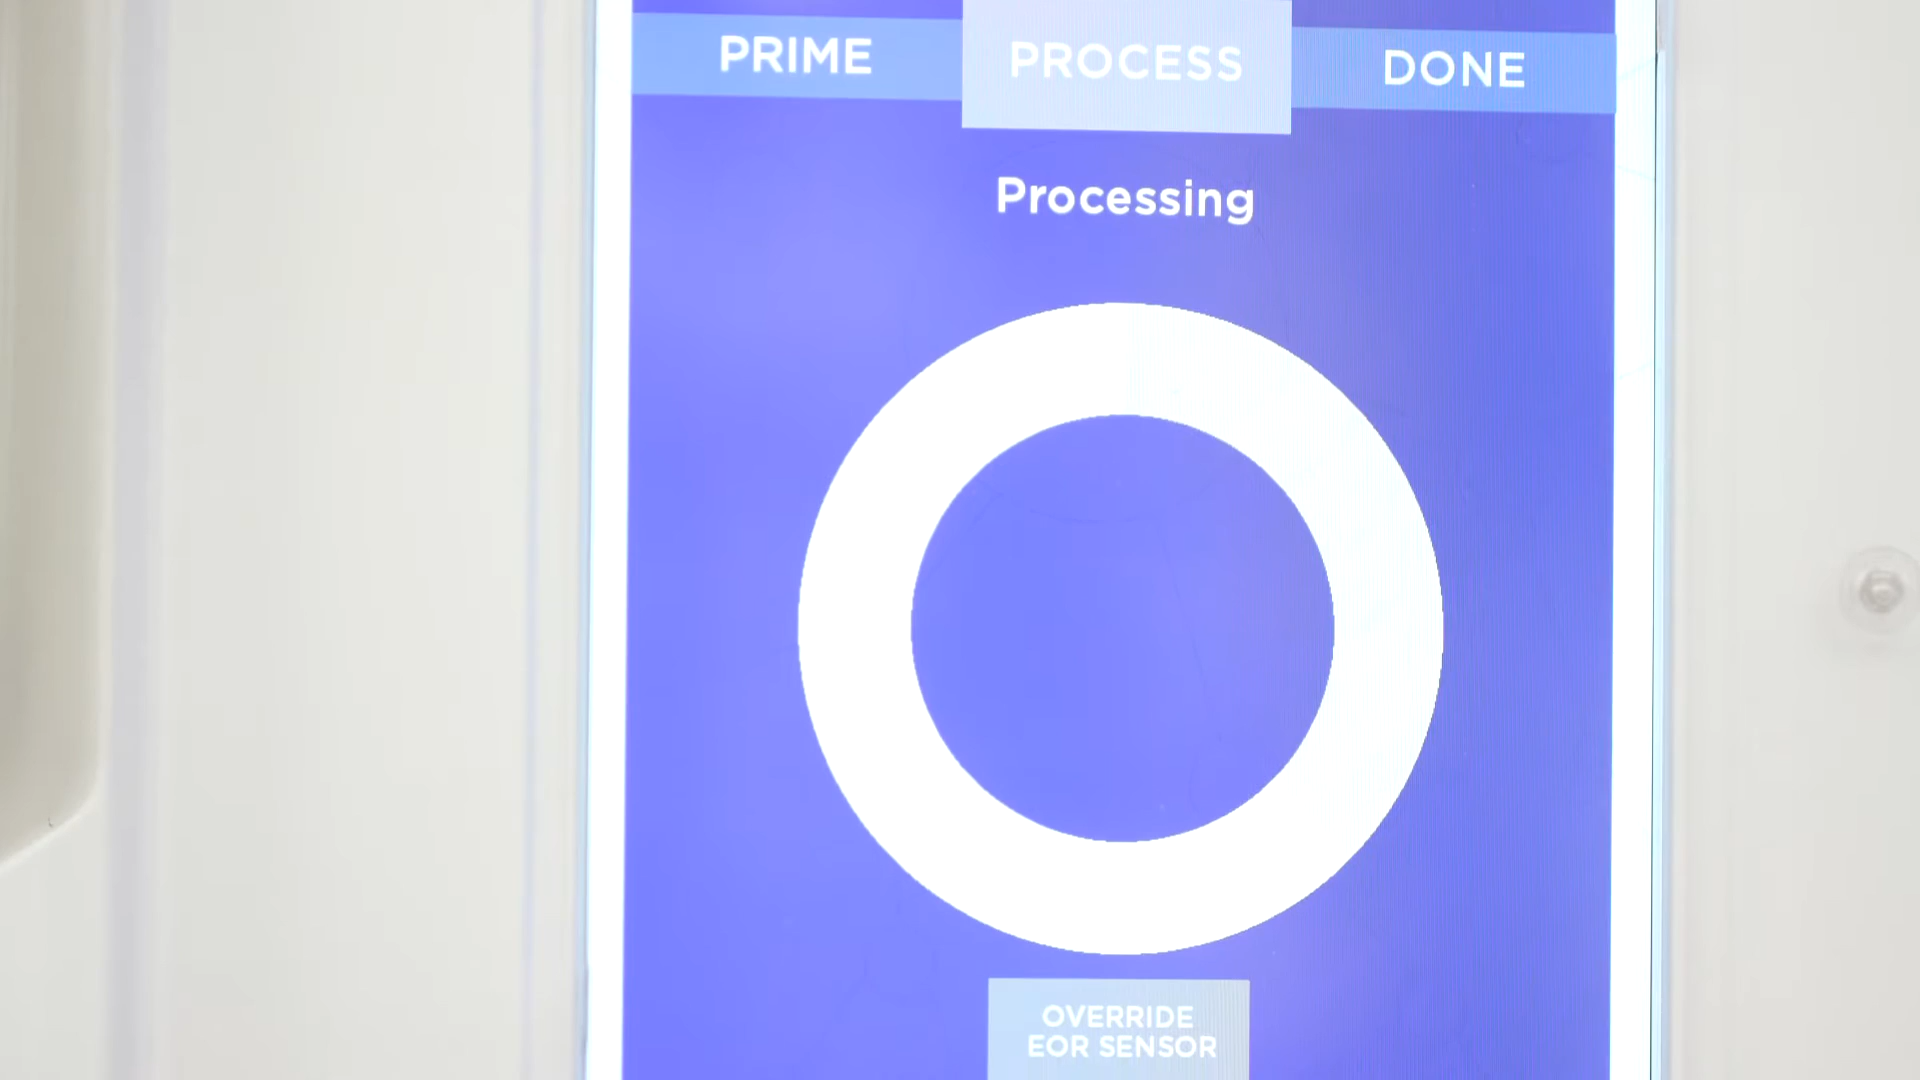 PRIME
PROCESS
DONE
Processing
OVERRIDE
EOR SENSOR